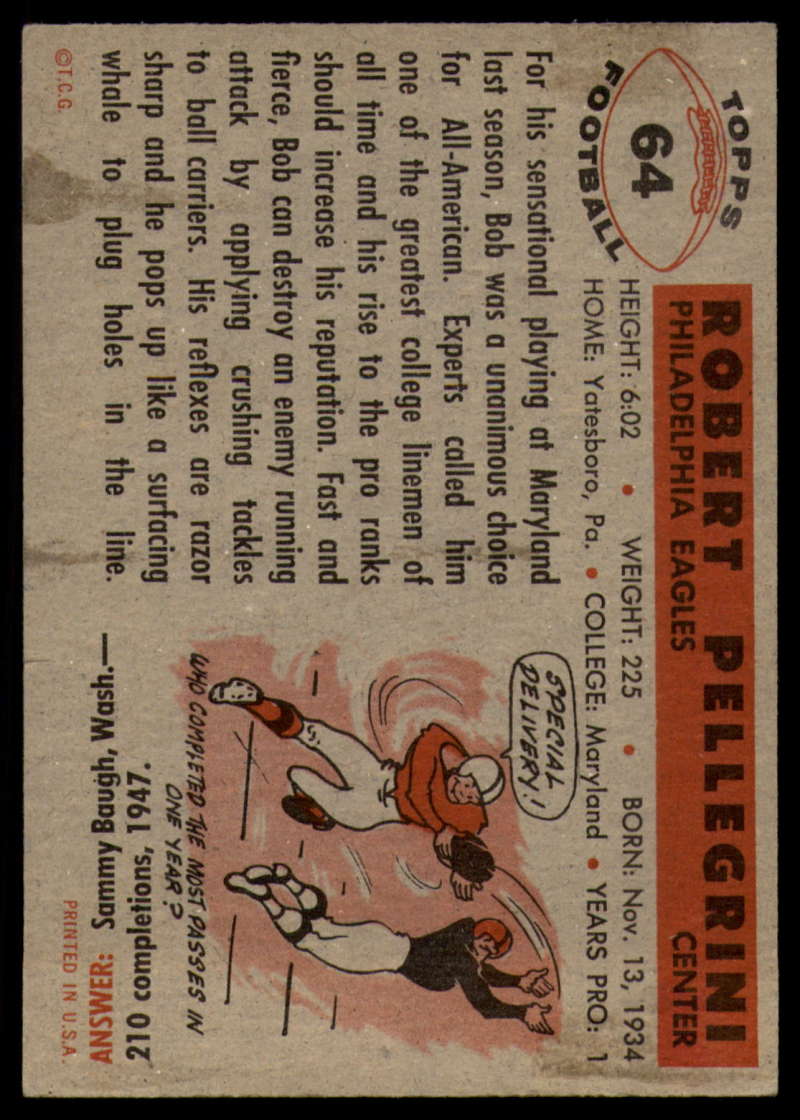 TOPPS
64
FOOTBALL
ROBERT PELLEGRINI
PHILADELPHIA EAGLES CENTER
HEIGHT: 6:02 • WEIGHT: 225 • BORN: Nov. 13, 1934
HOME: Yatesboro, Pa. • COLLEGE: Maryland • YEARS PRO: 1
For his sensational playing at Maryland
last season, Bob was a unanimous choice
for All-American. Experts called him
one of the greatest college linemen of
all time and his rise to the pro ranks
should increase his reputation. Fast and
fierce, Bob can destroy an enemy running
attack by applying crushing tackles
to ball carriers. His reflexes are razor
sharp and he pops up like a surfacing
whale to plug holes in the line.
©T.C.G.
SPECIAL
DELIVERY!
WHO COMPLETED THE MOST PASSES IN
ONE YEAR?
ANSWER: Sammy Baugh, Wash.—
210 completions, 1947.
PRINTED IN U.S.A.